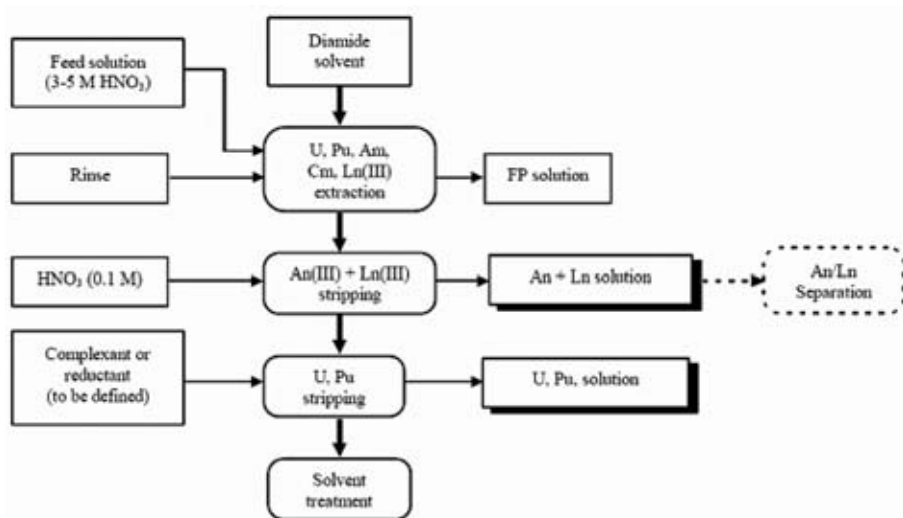 Feed solution
(3-5 M HNO₃)
Diamide
solvent
Rinse
U, Pu, Am,
Cm, Ln(III)
extraction
FP solution
HNO₃ (0.1 M)
An(III) + Ln(III)
stripping
An + Ln solution
An/Ln
Separation
Complexant or
reductant
(to be defined)
U, Pu
stripping
U, Pu, solution
Solvent
treatment